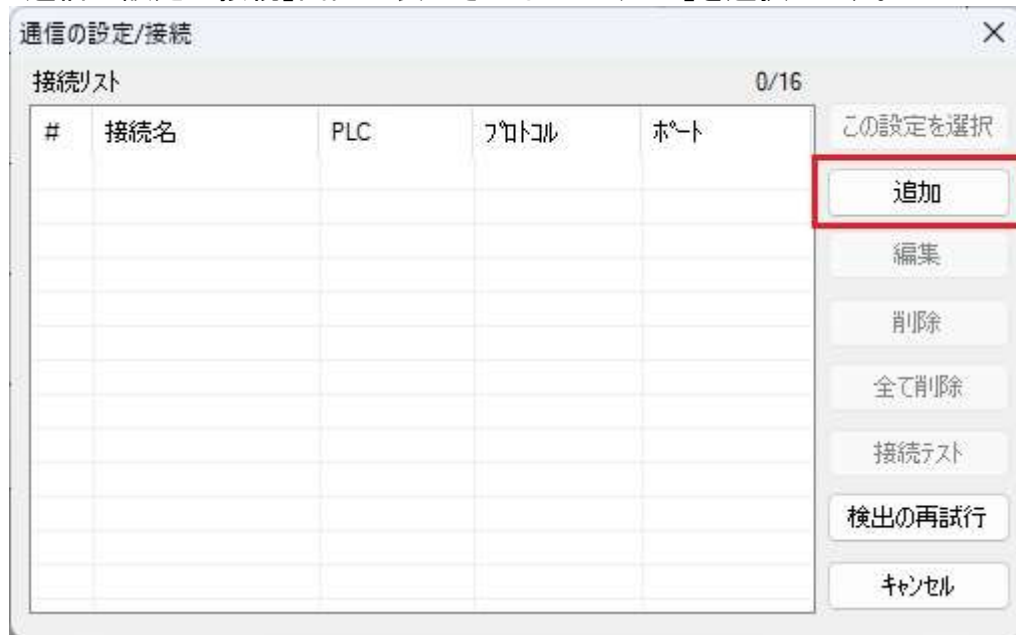 通信の設定/接続
接続リスト 0/16
# 接続名 PLC プロトコル ポート
この設定を選択
追加
編集
削除
全て削除
接続テスト
検出の再試行
キャンセル